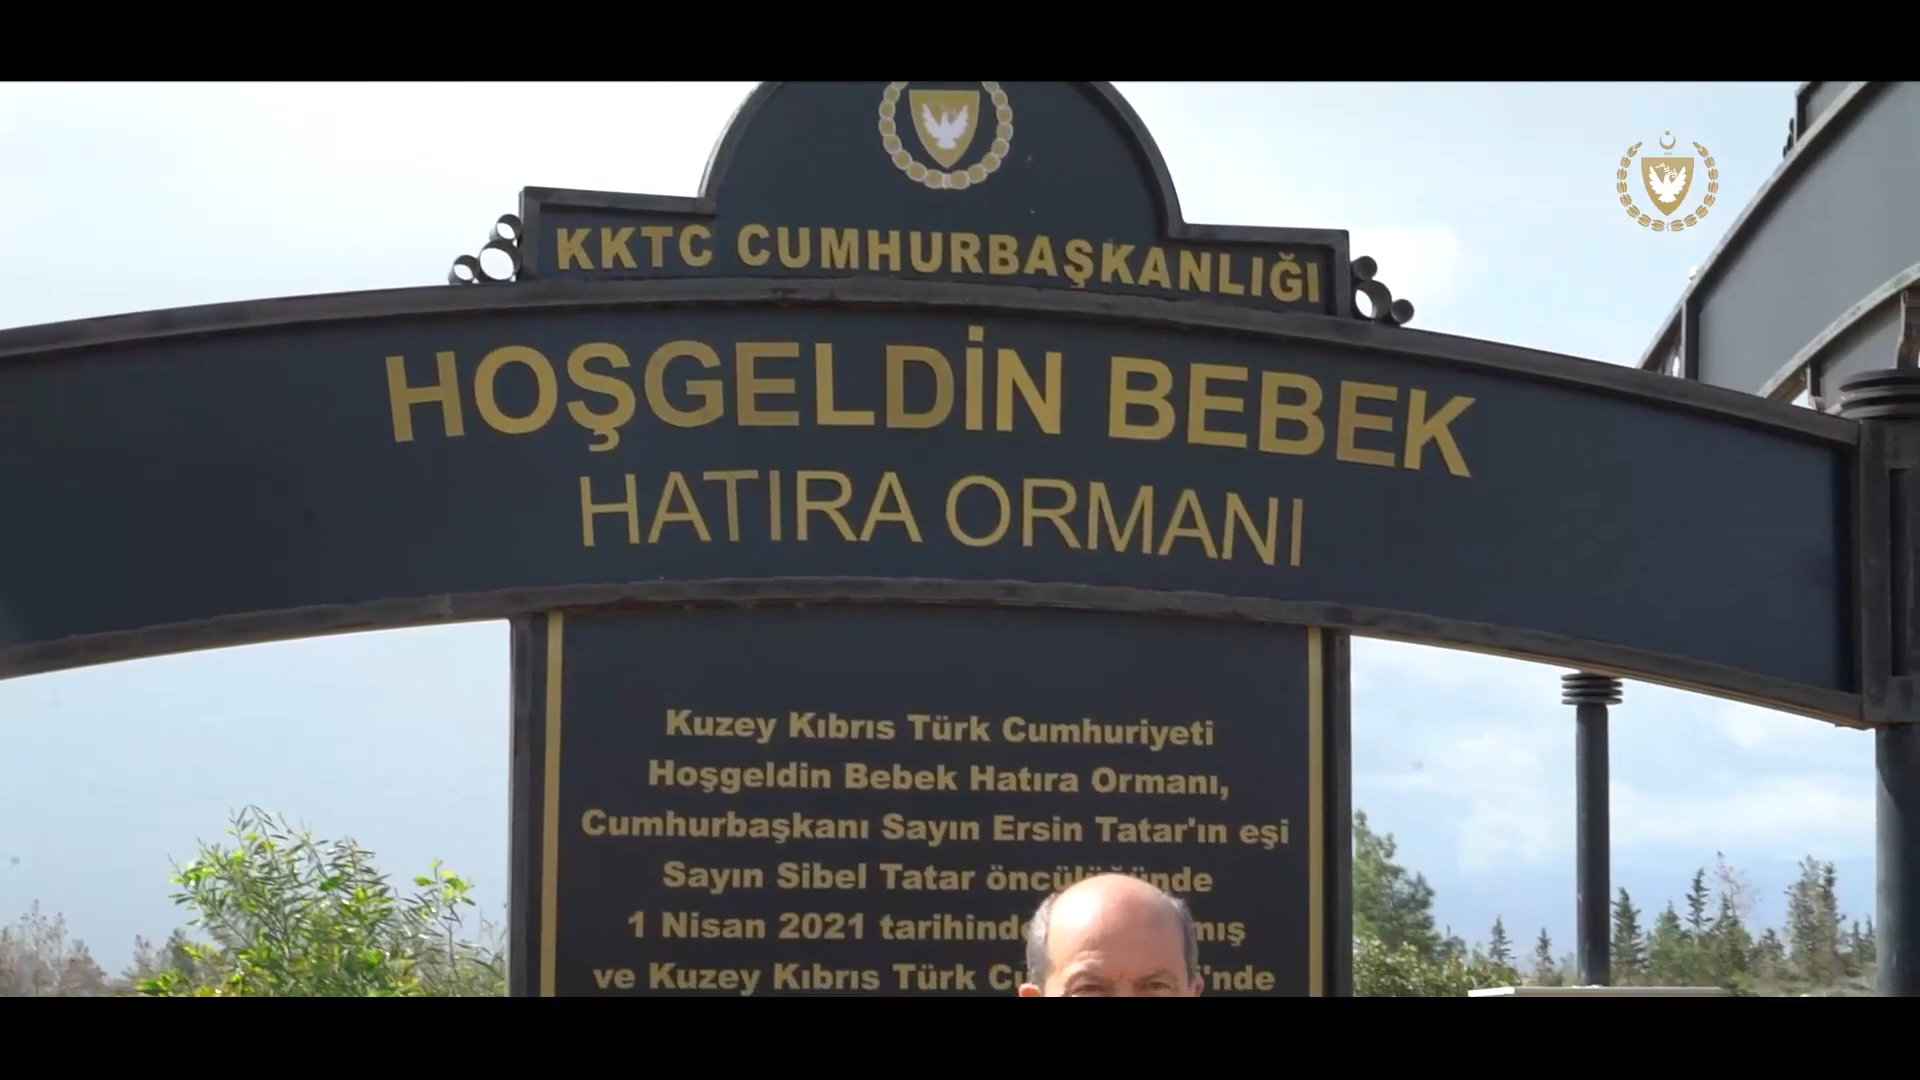 KKTC CUMHURBAŞKANLIĞI
HOŞGELDİN BEBEK
HATIRA ORMANI
Kuzey Kıbrıs Türk Cumhuriyeti
Hoşgeldin Bebek Hatıra Ormanı,
Cumhurbaşkanı Sayın Ersin Tatar'ın eşi
Sayın Sibel Tatar öncülüğünde
1 Nisan 2021
ve Kuzey Kıbrıs Türk